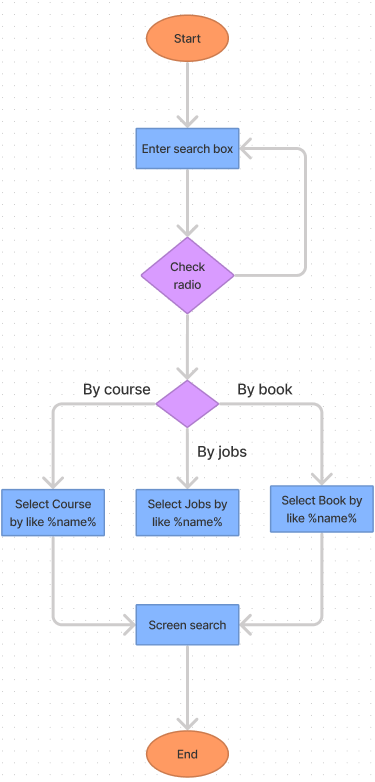 Start
Enter search box
Check
radio
By course
By book
By jobs
Select Course
by like %name%
Select Jobs by
like %name%
Select Book by
like %name%
Screen search
End